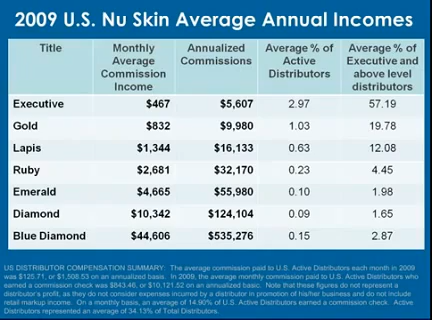 2009 U.S. Nu Skin Average Annual Incomes
Title Monthly Average Commission Income Annualized Commissions Average % of Active Distributors Average % of Executive and above level distributors
Executive $467 $5,607 2.97 57.19
Gold $832 $9,980 1.03 19.78
Lapis $1,344 $16,133 0.63 12.08
Ruby $2,681 $32,170 0.23 4.45
Emerald $4,665 $55,980 0.10 1.98
Diamond $10,342 $124,104 0.09 1.65
Blue Diamond $44,606 $535,276 0.15 2.87
US DISTRIBUTOR COMPENSATION SUMMARY: The average commission paid to U.S. Active Distributors each month in 2009
was $125.71, or $1,508.53 on an annualized basis. In 2009, the average monthly commission paid to U.S. Active Distributors who
earned a commission check was $843.46, or $10,121.52 on an annualized basis. Note that these figures do not represent a
distributor's profit, as they do not consider expenses incurred by a distributor in promotion of his/her business and do not include
retail markup income. On a monthly basis, an average of 14.90% of U.S. Active Distributors earned a commission check. Active
Distributors represented an average of 34.13% of Total Distributors.